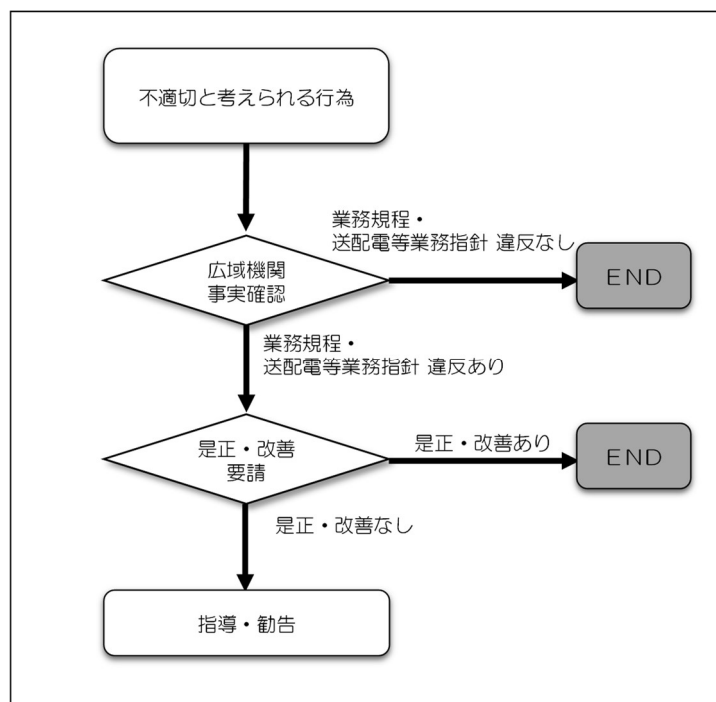 不適切と考えられる行為
業務規程・
送配電等業務指針 違反なし
広域機関
事実確認
ＥＮＤ
業務規程・
送配電等業務指針 違反あり
是正・改善
要請
是正・改善あり
ＥＮＤ
是正・改善なし
指導・勧告